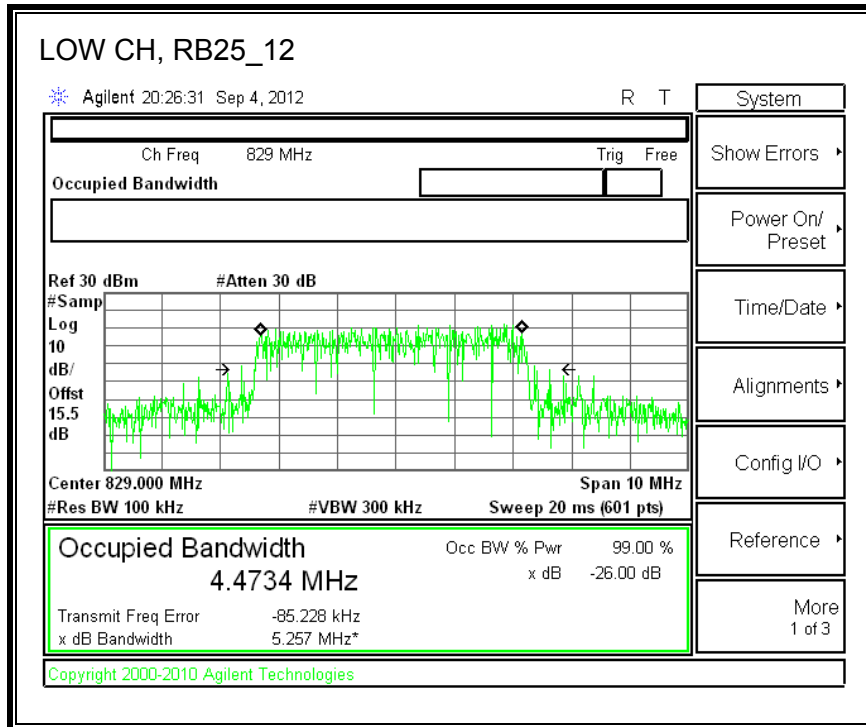 LOW CH, RB25_12
Agilent 20:26:31 Sep 4, 2012 R T
System
Ch Freq 829 MHz Trig Free
Occupied Bandwidth
Show Errors
Power On/
Preset
Time/Date
Alignments
Config I/O
Reference
More
1 of 3
Ref 30 dBm #Atten 30 dB
#Samp
Log
10
dB/
Offst
15.5
dB
Center 829.000 MHz Span 10 MHz
#Res BW 100 kHz #VBW 300 kHz Sweep 20 ms (601 pts)
Occupied Bandwidth Occ BW % Pwr 99.00 %
4.4734 MHz x dB -26.00 dB
Transmit Freq Error -85.228 kHz
x dB Bandwidth 5.257 MHz*
Copyright 2000-2010 Agilent Technologies